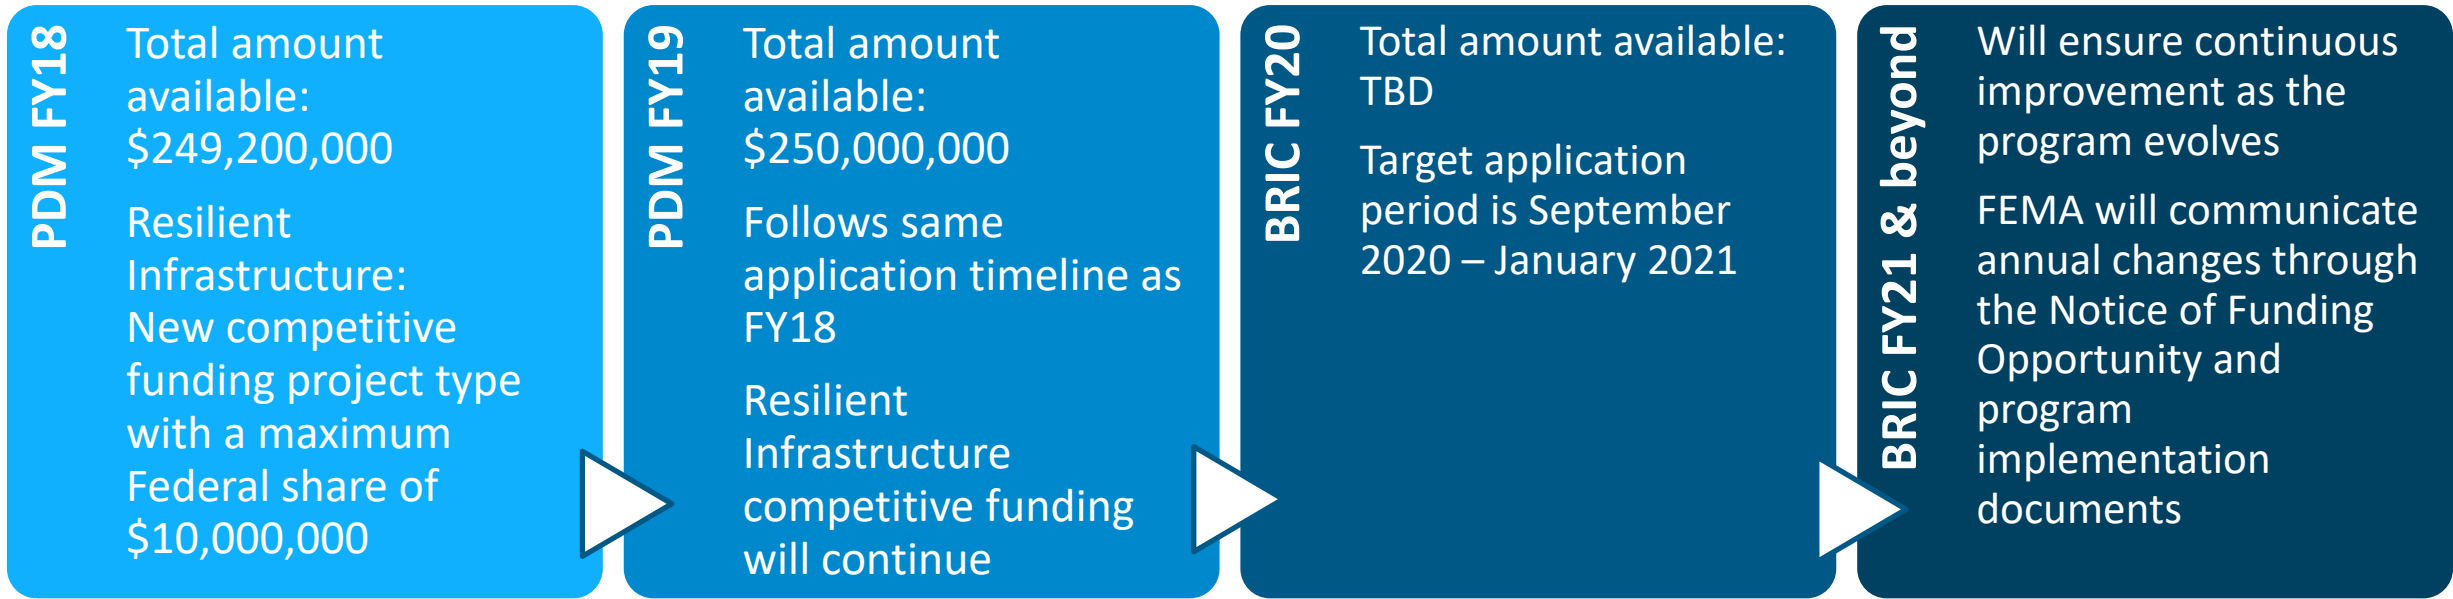 PDM FY18
Total amount
available:
$249,200,000
Resilient
Infrastructure:
New competitive
funding project type
with a maximum
Federal share of
$10,000,000
PDM FY19
Total amount
available:
$250,000,000
Follows same
application timeline as
FY18
Resilient
Infrastructure
competitive funding
will continue
BRIC FY20
Total amount available:
TBD
Target application
period is September
2020 – January 2021
BRIC FY21 & beyond
Will ensure continuous
improvement as the
program evolves
FEMA will communicate
annual changes through
the Notice of Funding
Opportunity and
program
implementation
documents